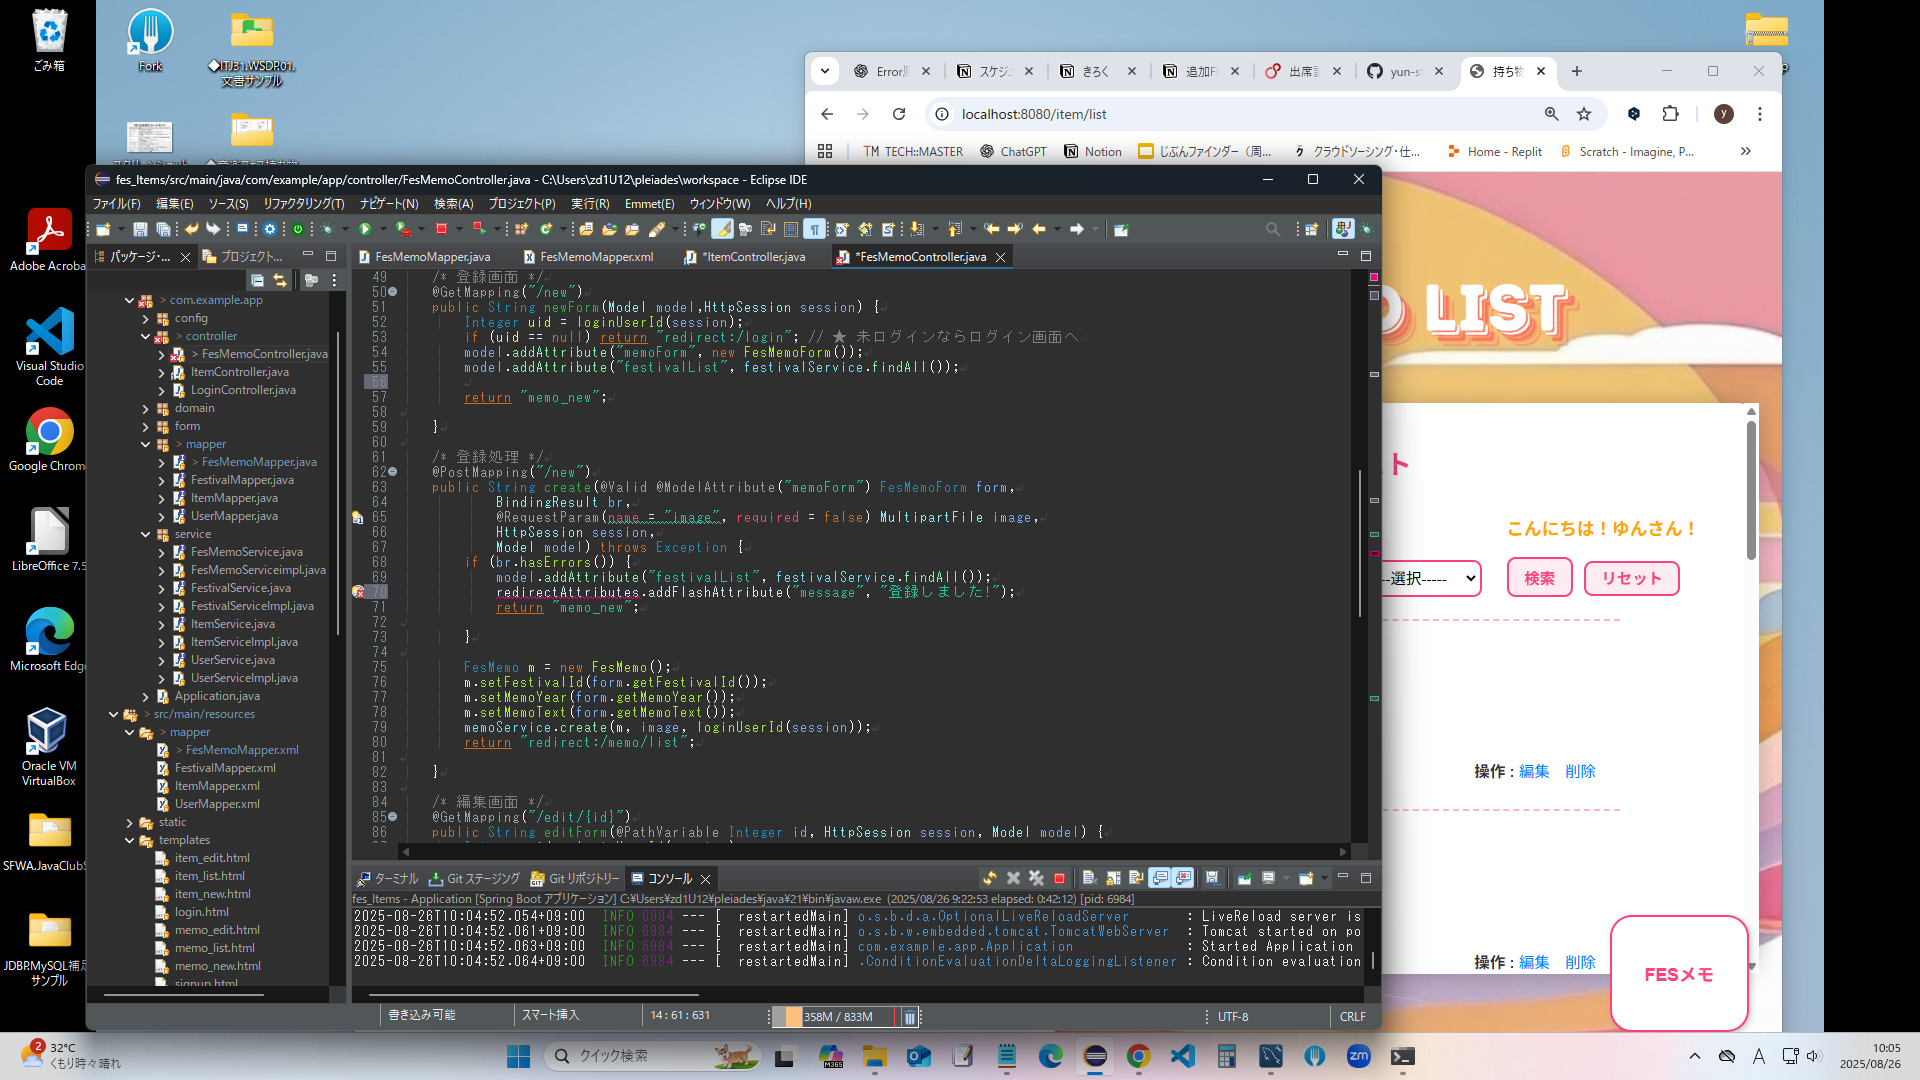 ごみ箱
Fork
◆ITJ31.WSDP.01.
文書サンプル
Adobe Acroba
Visual Studio
Code
Google Chrom
LibreOffice 7.5
Microsoft Edge
Oracle VM
VirtualBox
SFWA.JavaClubS
JDBP.MySQL補足
サンプル
Error原
スケジ:
きろく
追加F
出席
yun-s
持ち物
localhost:8080/item/list
TECH::MASTER
ChatGPT
Notion
じぶんファインダー（周...
クラウドソーシング・仕...
Home - Replit
Scratch - Imagine, P...
LIST
ト
こんにちは！ゆんさん！
--選択-----
検索
リセット
操作 : 編集 削除
操作 : 編集 削除
FESメモ
fes_Items/src/main/java/com/example/app/controller/FesMemoController.java - C:\Users\zd1U12\pleiades\workspace - Eclipse IDE
ファイル(F) 編集(E) ソース(S) リファクタリング(T) ナビゲート(N) 検索(A) プロジェクト(P) 実行(R) Emmet(E) ウィンドウ(W) ヘルプ(H)
パッケージ・...
プロジェクト...
> com.example.app
config
> controller
> FesMemoController.java
ItemController.java
LoginController.java
domain
form
> mapper
> FesMemoMapper.java
FestivalMapper.java
ItemMapper.java
UserMapper.java
service
FesMemoService.java
FesMemoServiceimpl.java
FestivalService.java
FestivalServiceImpl.java
ItemService.java
ItemServiceImpl.java
UserService.java
UserServiceImpl.java
Application.java
> src/main/resources
> mapper
> FesMemoMapper.xml
FestivalMapper.xml
ItemMapper.xml
UserMapper.xml
static
templates
item_edit.html
item_list.html
item_new.html
login.html
memo_edit.html
memo_list.html
memo_new.html
signup.html
FesMemoMapper.java
FesMemoMapper.xml
*ItemController.java
*FesMemoController.java
49 /* 登録画面 */
50 @GetMapping("/new")
51 public String newForm(Model model,HttpSession session) {
52 Integer uid = loginUserId(session);
53 if (uid == null) return "redirect:/login"; // ★ 未ログインならログイン画面へ
54 model.addAttribute("memoForm", new FesMemoForm());
55 model.addAttribute("festivalList", festivalService.findAll());
56
57 return "memo_new";
58
59 }
60
61 /* 登録処理 */
62 @PostMapping("/new")
63 public String create(@Valid @ModelAttribute("memoForm") FesMemoForm form,
64 BindingResult br,
65 @RequestParam(name = "image", required = false) MultipartFile image,
66 HttpSession session,
67 Model model) throws Exception {
68 if (br.hasErrors()) {
69 model.addAttribute("festivalList", festivalService.findAll());
70 redirectAttributes.addFlashAttribute("message", "登録しました!");
71 return "memo_new";
72
73 }
74
75 FesMemo m = new FesMemo();
76 m.setFestivalId(form.getFestivalId());
77 m.setMemoYear(form.getMemoYear());
78 m.setMemoText(form.getMemoText());
79 memoService.create(m, image, loginUserId(session));
80 return "redirect:/memo/list";
81
82 }
83
84 /* 編集画面 */
85 @GetMapping("/edit/{id}")
86 public String editForm(@PathVariable Integer id, HttpSession session, Model model) {
ターミナル
Git ステージング
Git リポジトリー
コンソール
fes_Items - Application [Spring Boot アプリケーション] C:¥Users¥zd1U12¥pleiades¥java¥21¥bin¥javaw.exe (2025/08/26 9:22:53 elapsed: 0:42:12) [pid: 6984]
2025-08-26T10:04:52.054+09:00 INFO 6984 --- [ restartedMain] o.s.b.d.a.OptionalLiveReloadServer : LiveReload server is
2025-08-26T10:04:52.061+09:00 INFO 6984 --- [ restartedMain] o.s.b.w.embedded.tomcat.TomcatWebServer : Tomcat started on po
2025-08-26T10:04:52.063+09:00 INFO 6984 --- [ restartedMain] com.example.app.Application : Started Application
2025-08-26T10:04:52.064+09:00 INFO 6984 --- [ restartedMain] .ConditionEvaluationDeltaLoggingListener : Condition evaluation
書き込み可能
スマート挿入
14 : 61 : 631
358M / 833M
UTF-8
CRLF
2
32°C
くもり時々晴れ
クイック検索
A
10:05
2025/08/26